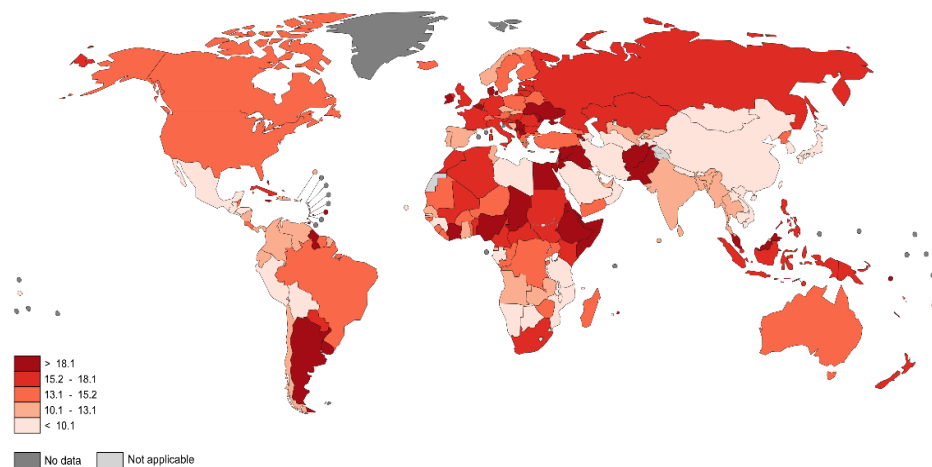 > 18.1
15.2 - 18.1
13.1 - 15.2
10.1 - 13.1
< 10.1
No data
Not applicable